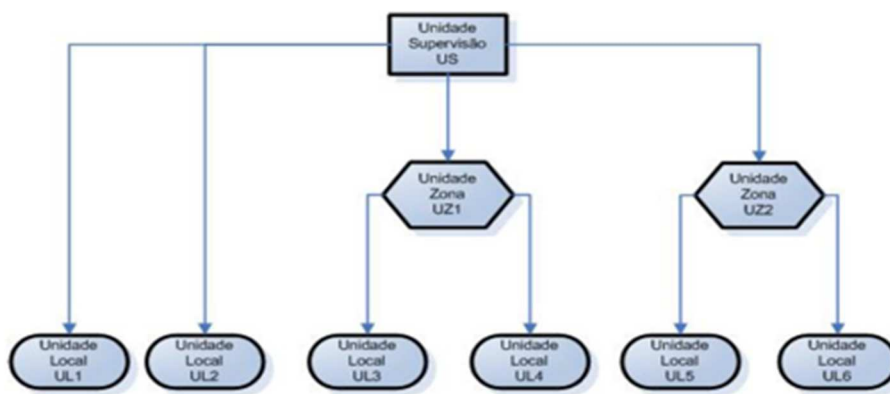 Unidade
Supervisão
US
Unidade
Zona
UZ1
Unidade
Zona
UZ2
Unidade
Local
UL1
Unidade
Local
UL2
Unidade
Local
UL3
Unidade
Local
UL4
Unidade
Local
UL5
Unidade
Local
UL6